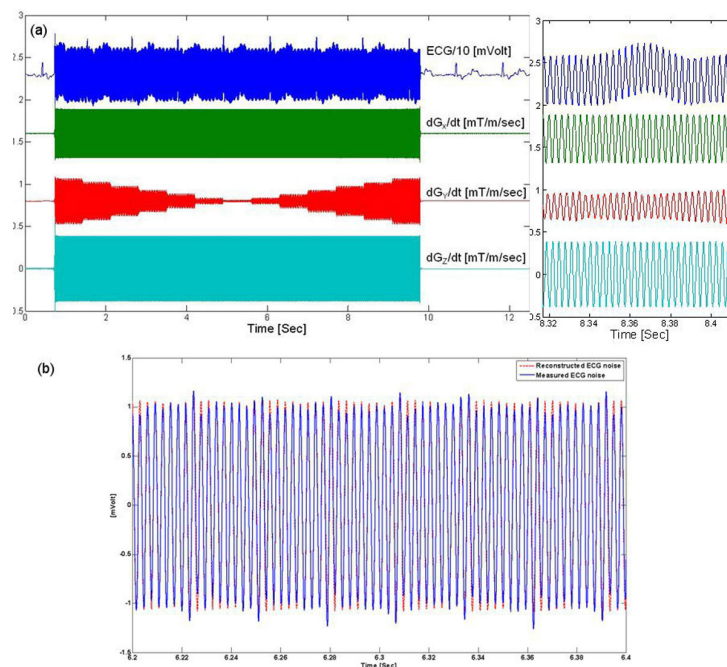 (a)
3
2.5
2
1.5
1
0.5
0
0.5
ECG/10 [mVolt]
dGX/dt [mT/m/sec]
dGY/dt [mT/m/sec]
dGZ/dt [mT/m/sec]
0 2 4 6 8 10 12
Time [Sec]
3
2.5
2
1.5
1
0.5
0
0.5
8.32 8.34 8.36 8.38 8.4
Time [Sec]
(b)
1.5
1
0.5
0
-0.5
-1
-1.5
[mVolt]
Reconstructed ECG noise
Measured ECG noise
6.2 6.22 6.24 6.26 6.28 6.3 6.32 6.34 6.36 6.38 6.4
Time [Sec]